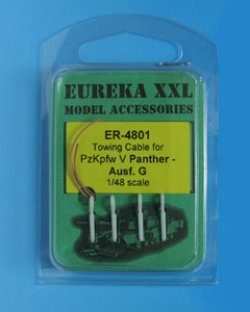 EUREKA XXL
MODEL ACCESSORIES
ER-4801
Towing Cable for
PzKpfw V Panther -
Ausf. G
1/48 scale